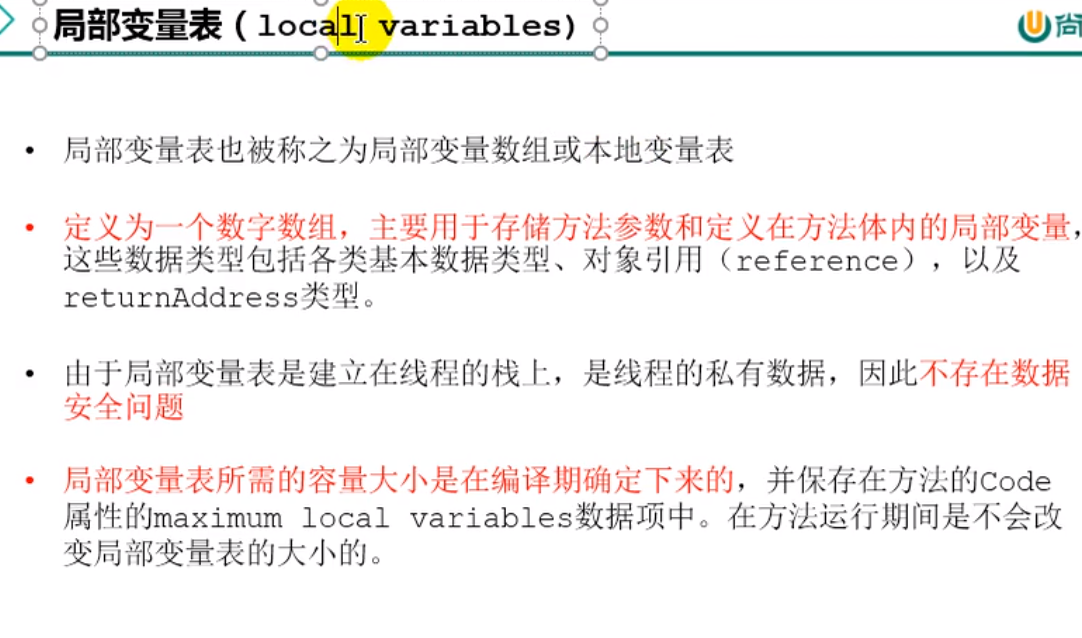 局部变量表(local variables)
尚
• 局部变量表也被称之为局部变量数组或本地变量表
• 定义为一个数字数组，主要用于存储方法参数和定义在方法体内的局部变量，
这些数据类型包括各类基本数据类型、对象引用（reference），以及
returnAddress类型。
• 由于局部变量表是建立在线程的栈上，是线程的私有数据，因此不存在数据
安全问题
• 局部变量表所需的容量大小是在编译期确定下来的，并保存在方法的Code
属性的maximum local variables数据项中。在方法运行期间是不会改
变局部变量表的大小的。